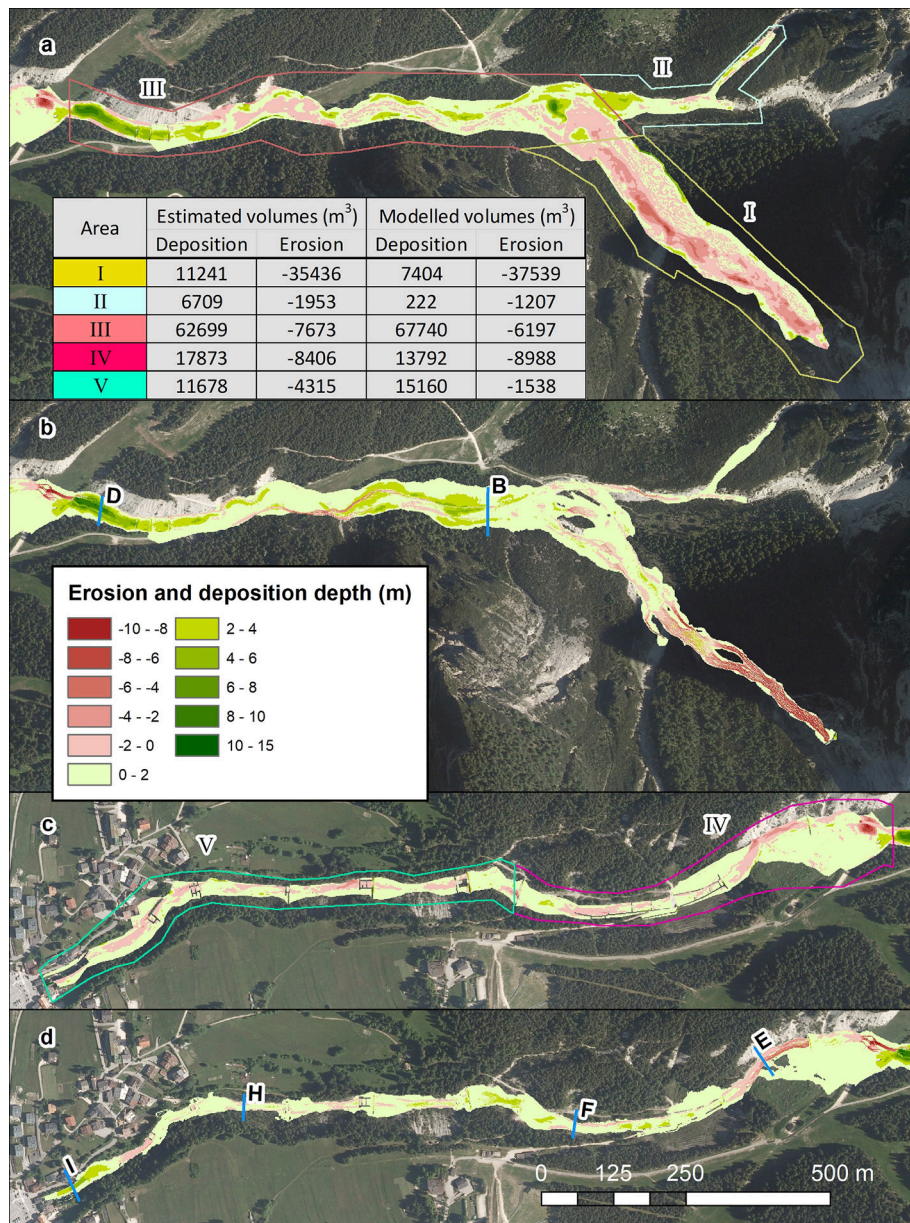 a
III
II
I
Area Estimated volumes (m³) Modelled volumes (m³)
Deposition Erosion Deposition Erosion
I 11241 -35436 7404 -37539
II 6709 -1953 222 -1207
III 62699 -7673 67740 -6197
IV 17873 -8406 13792 -8988
V 11678 -4315 15160 -1538
b
D
B
Erosion and deposition depth (m)
-10 - -8 2 - 4
-8 - -6 4 - 6
-6 - -4 6 - 8
-4 - -2 8 - 10
-2 - 0 10 - 15
0 - 2
c
V
IV
d
E
H
F
I
0 125 250 500 m